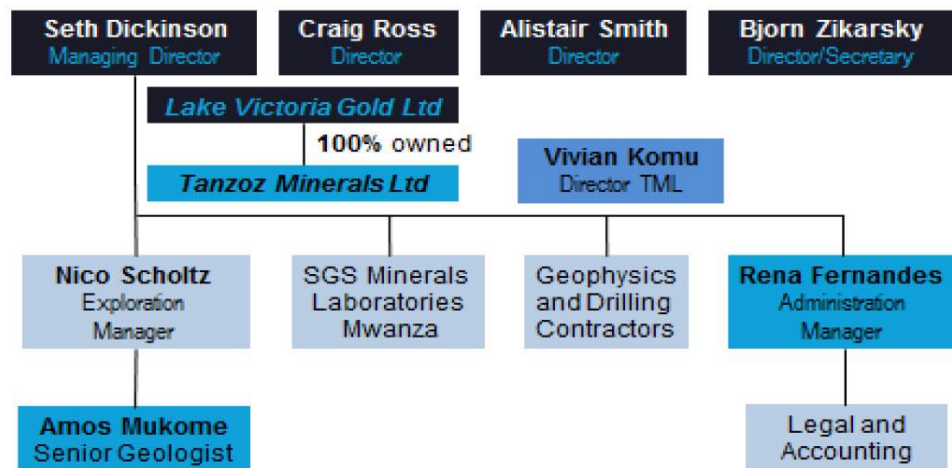 Seth Dickinson
Managing Director
Craig Ross
Director
Alistair Smith
Director
Bjorn Zikarsky
Director/Secretary
Lake Victoria Gold Ltd
100% owned
Tanzoz Minerals Ltd
Vivian Komu
Director TML
Nico Scholtz
Exploration
Manager
SGS Minerals
Laboratories
Mwanza
Geophysics
and Drilling
Contractors
Rena Fernandes
Administration
Manager
Amos Mukome
Senior Geologist
Legal and
Accounting